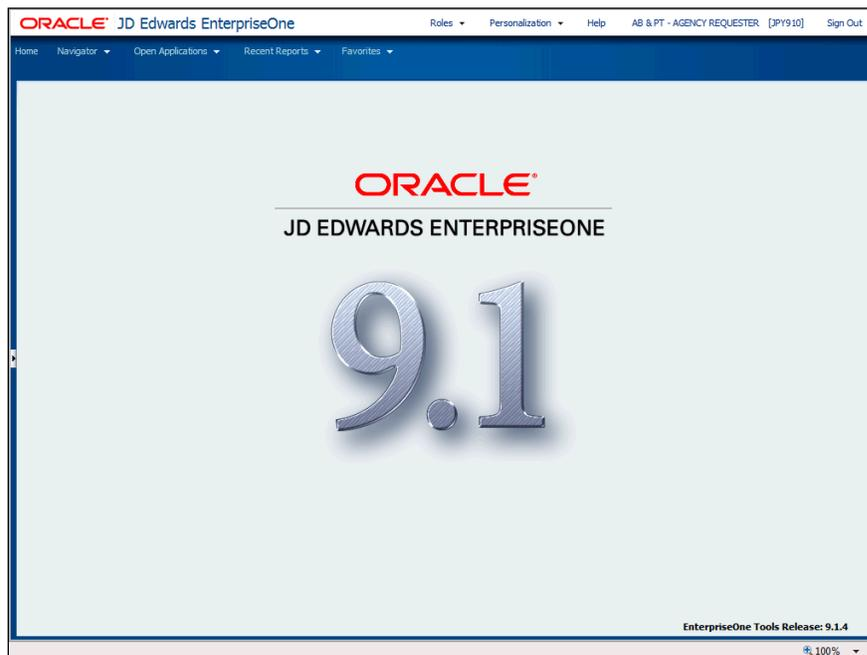 ORACLE® JD Edwards EnterpriseOne Roles Personalization Help AB & PT - AGENCY REQUESTER [JPY910] Sign Out
Home Navigator Open Applications Recent Reports Favorites
ORACLE®
JD EDWARDS ENTERPRISEONE
9.1
EnterpriseOne Tools Release: 9.1.4
100%